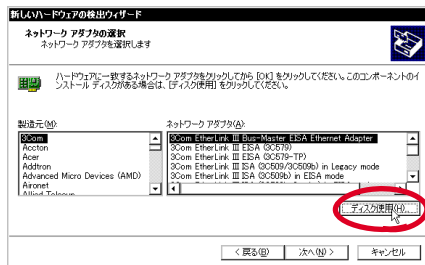 新しいハードウェアの検出ウィザード
ネットワーク アダプタの選択
ネットワーク アダプタを選択します
ハードウェアに一致するネットワーク アダプタをクリックしてから [OK] をクリックしてください。このコンポーネントのイ
ンストール ディスクがある場合は、[ディスク使用] をクリックしてください。
製造元(M):
3Com
Accton
Acer
Addtron
Advanced Micro Devices (AMD)
Aironet
Allied Telesyn
ネットワーク アダプタ(A):
3Com EtherLink III Bus-Master EISA Ethernet Adapter
3Com EtherLink III EISA (3C579)
3Com EtherLink III EISA (3C579-TP)
3Com EtherLink III ISA (3C509/3C509b) in Legacy mode
3Com EtherLink III ISA (3C509b) in EISA mode
ディスク使用(H)...
< 戻る(B)
次へ(N) >
キャンセル